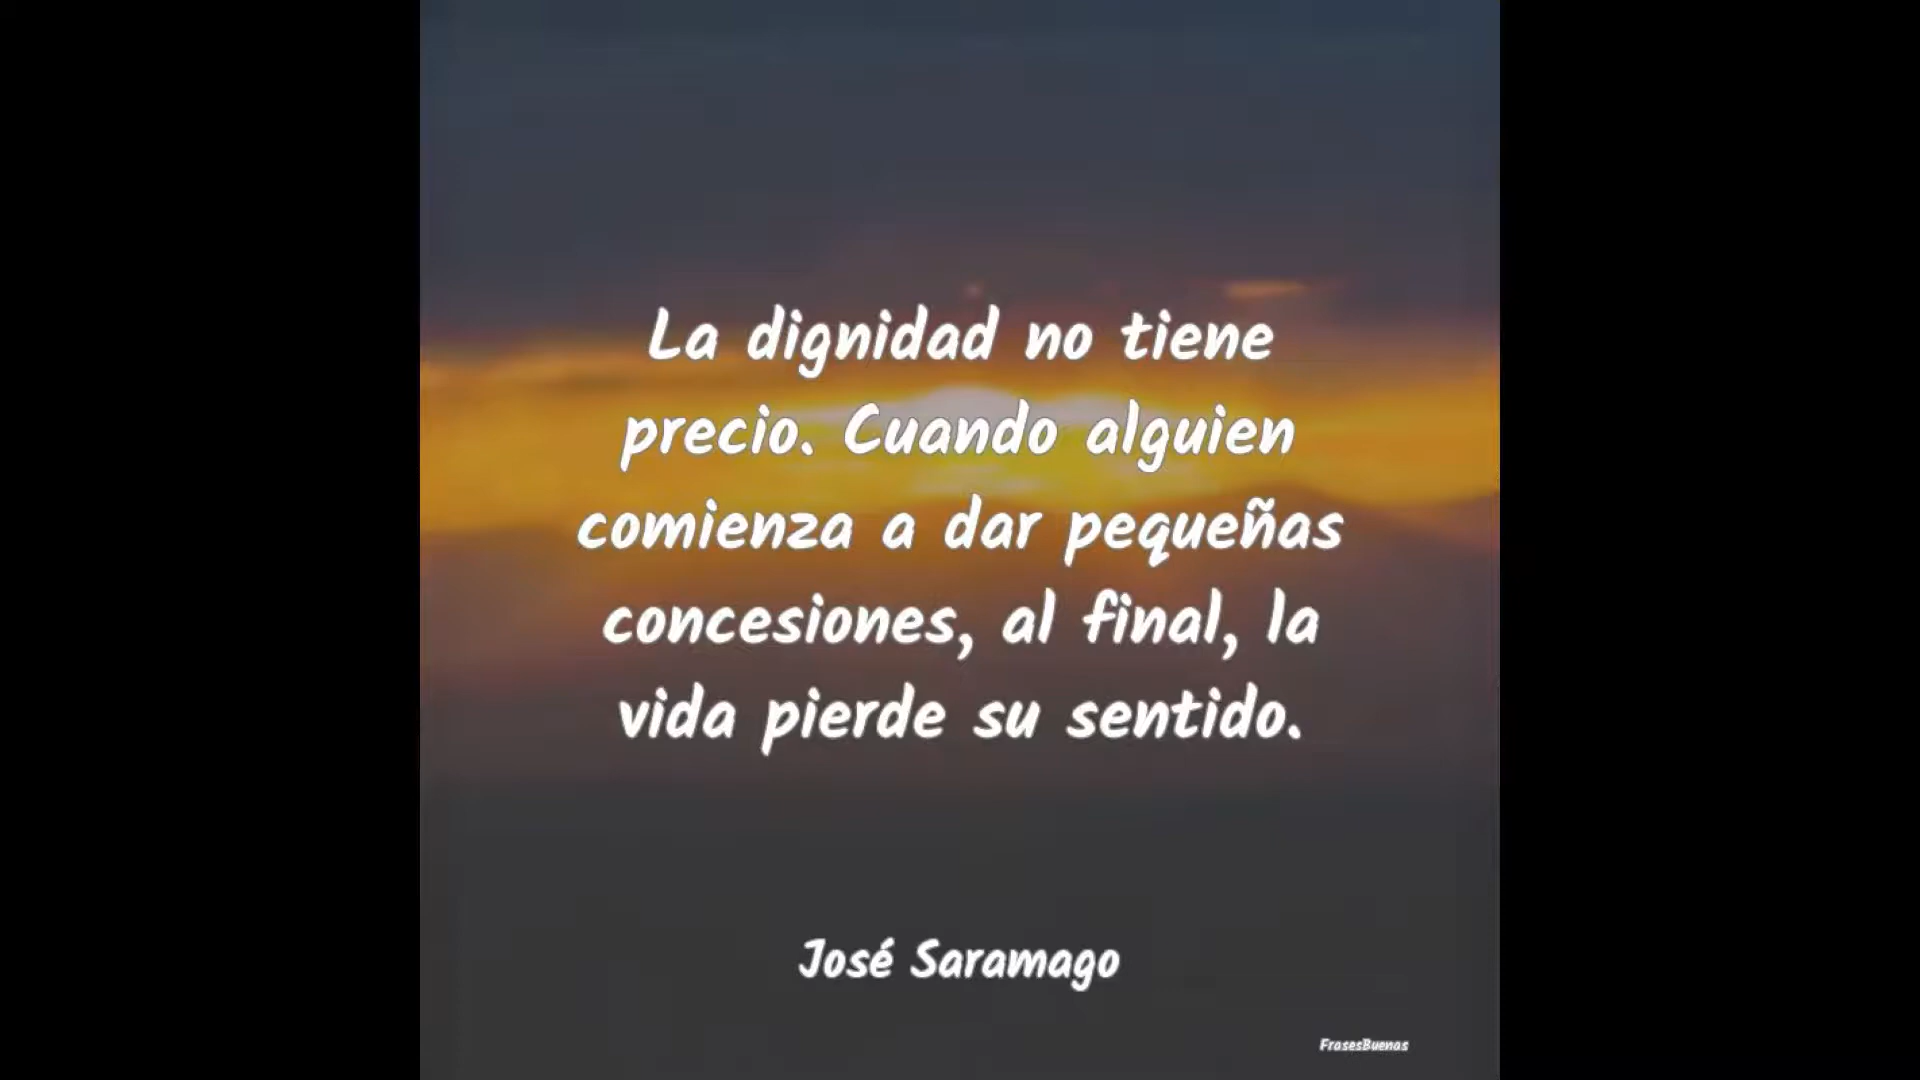 La dignidad no tiene
precio. Cuando alguien
comienza a dar pequeñas
concesiones, al final, la
vida pierde su sentido.
José Saramago
FrasesBuenas